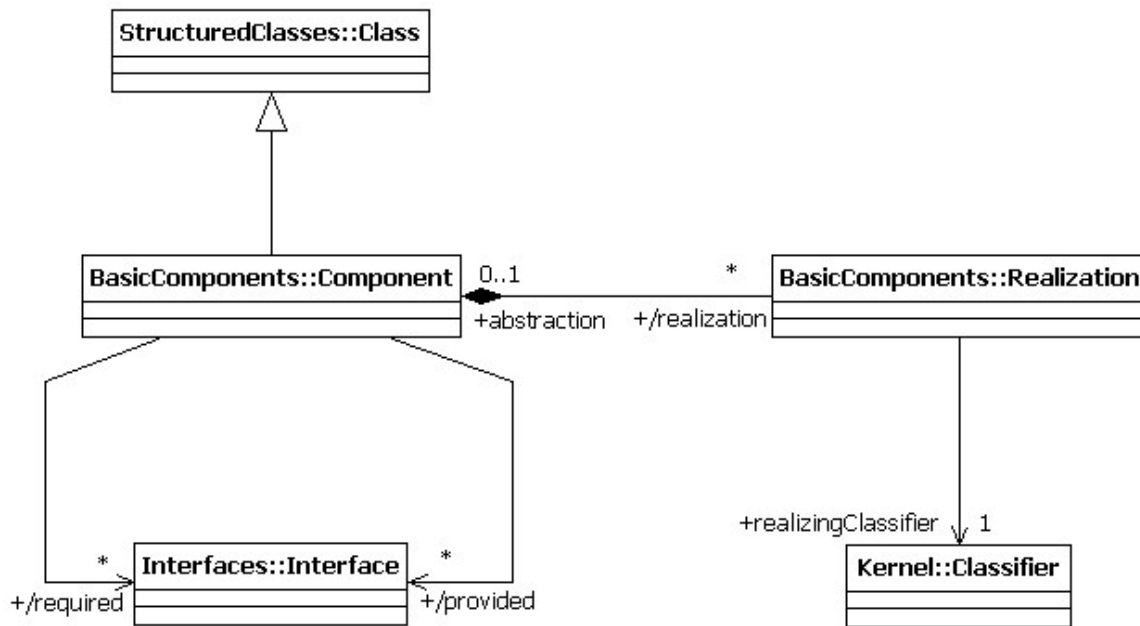 StructuredClasses::Class
BasicComponents::Component
0..1
*
BasicComponents::Realization
+abstraction
+/realization
+realizingClassifier
1
*
Interfaces::Interface
*
Kernel::Classifier
+/required
+/provided